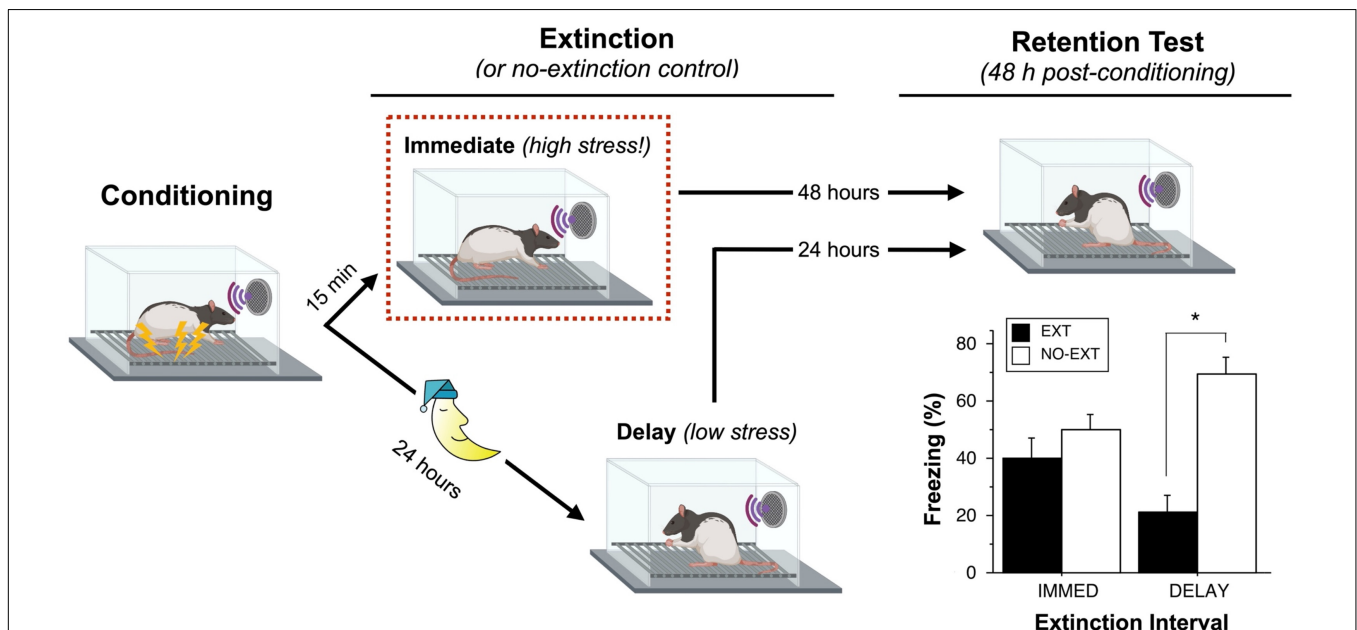 Extinction
(or no-extinction control)
Retention Test
(48 h post-conditioning)
Immediate (high stress!)
Conditioning
15 min
48 hours
24 hours
24 hours
Delay (low stress)
*
EXT
NO-EXT
80
60
40
20
0
Freezing (%)
IMMED DELAY
Extinction Interval